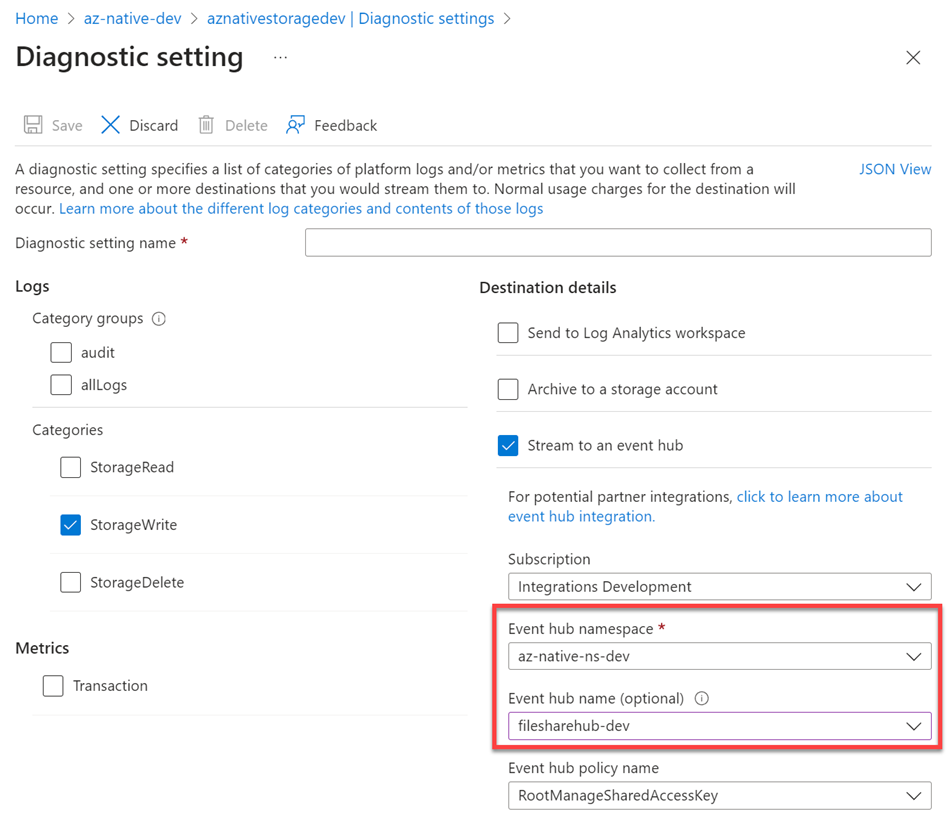 Home > az-native-dev > aznativestoragedev | Diagnostic settings >
Diagnostic setting ...
Save Discard Delete Feedback
A diagnostic setting specifies a list of categories of platform logs and/or metrics that you want to collect from a
resource, and one or more destinations that you would stream them to. Normal usage charges for the destination will
occur. Learn more about the different log categories and contents of those logs
JSON View
Diagnostic setting name *
Logs
Category groups
audit
allLogs
Categories
StorageRead
StorageWrite
StorageDelete
Metrics
Transaction
Destination details
Send to Log Analytics workspace
Archive to a storage account
Stream to an event hub
For potential partner integrations, click to learn more about
event hub integration.
Subscription
Integrations Development
Event hub namespace *
az-native-ns-dev
Event hub name (optional)
filesharehub-dev
Event hub policy name
RootManageSharedAccessKey